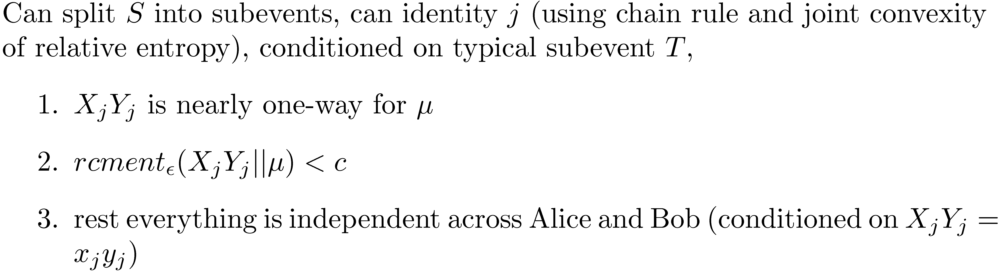 Can split $S$ into subevents, can identity $j$ (using chain rule and joint convexity
of relative entropy), conditioned on typical subevent $T$,
1. $X_jY_j$ is nearly one-way for $\mu$
2. $rcment_\epsilon(X_jY_j||\mu) < c$
3. rest everything is independent across Alice and Bob (conditioned on $X_jY_j =$
$x_jy_j$)